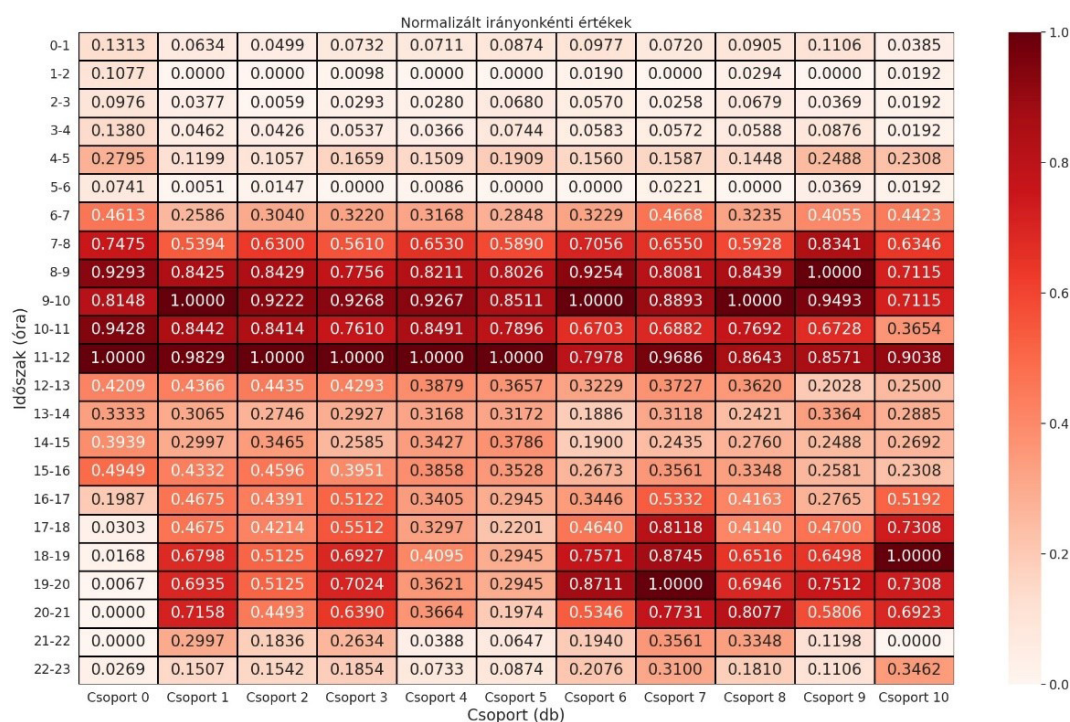 Normalizált irányonkénti értékek
0-1 0.1313 0.0634 0.0499 0.0732 0.0711 0.0874 0.0977 0.0720 0.0905 0.1106 0.0385
1-2 0.1077 0.0000 0.0000 0.0098 0.0000 0.0000 0.0190 0.0000 0.0294 0.0000 0.0192
2-3 0.0976 0.0377 0.0059 0.0293 0.0280 0.0680 0.0570 0.0258 0.0679 0.0369 0.0192
3-4 0.1380 0.0462 0.0426 0.0537 0.0366 0.0744 0.0583 0.0572 0.0588 0.0876 0.0192
4-5 0.2795 0.1199 0.1057 0.1659 0.1509 0.1909 0.1560 0.1587 0.1448 0.2488 0.2308
5-6 0.0741 0.0051 0.0147 0.0000 0.0086 0.0000 0.0000 0.0221 0.0000 0.0369 0.0192
6-7 0.4613 0.2586 0.3040 0.3220 0.3168 0.2848 0.3229 0.4668 0.3235 0.4055 0.4423
7-8 0.7475 0.5394 0.6300 0.5610 0.6530 0.5890 0.7056 0.6550 0.5928 0.8341 0.6346
8-9 0.9293 0.8425 0.8429 0.7756 0.8211 0.8026 0.9254 0.8081 0.8439 1.0000 0.7115
9-10 0.8148 1.0000 0.9222 0.9268 0.9267 0.8511 1.0000 0.8893 1.0000 0.9493 0.7115
10-11 0.9428 0.8442 0.8414 0.7610 0.8491 0.7896 0.6703 0.6882 0.7692 0.6728 0.3654
11-12 1.0000 0.9829 1.0000 1.0000 1.0000 1.0000 0.7978 0.9686 0.8643 0.8571 0.9038
12-13 0.4209 0.4366 0.4435 0.4293 0.3879 0.3657 0.3229 0.3727 0.3620 0.2028 0.2500
13-14 0.3333 0.3065 0.2746 0.2927 0.3168 0.3172 0.1886 0.3118 0.2421 0.3364 0.2885
14-15 0.3939 0.2997 0.3465 0.2585 0.3427 0.3786 0.1900 0.2435 0.2760 0.2488 0.2692
15-16 0.4949 0.4332 0.4596 0.3951 0.3858 0.3528 0.2673 0.3561 0.3348 0.2581 0.2308
16-17 0.1987 0.4675 0.4391 0.5122 0.3405 0.2945 0.3446 0.5332 0.4163 0.2765 0.5192
17-18 0.0303 0.4675 0.4214 0.5512 0.3297 0.2201 0.4640 0.8118 0.4140 0.4700 0.7308
18-19 0.0168 0.6798 0.5125 0.6927 0.4095 0.2945 0.7571 0.8745 0.6516 0.6498 1.0000
19-20 0.0067 0.6935 0.5125 0.7024 0.3621 0.2945 0.8711 1.0000 0.6946 0.7512 0.7308
20-21 0.0000 0.7158 0.4493 0.6390 0.3664 0.1974 0.5346 0.7731 0.8077 0.5806 0.6923
21-22 0.0000 0.2997 0.1836 0.2634 0.0388 0.0647 0.1940 0.3561 0.3348 0.1198 0.0000
22-23 0.0269 0.1507 0.1542 0.1854 0.0733 0.0874 0.2076 0.3100 0.1810 0.1106 0.3462
Csoport 0 Csoport 1 Csoport 2 Csoport 3 Csoport 4 Csoport 5 Csoport 6 Csoport 7 Csoport 8 Csoport 9 Csoport 10
Csoport (db)
Időszak (óra)
1.0
0.8
0.6
0.4
0.2
0.0